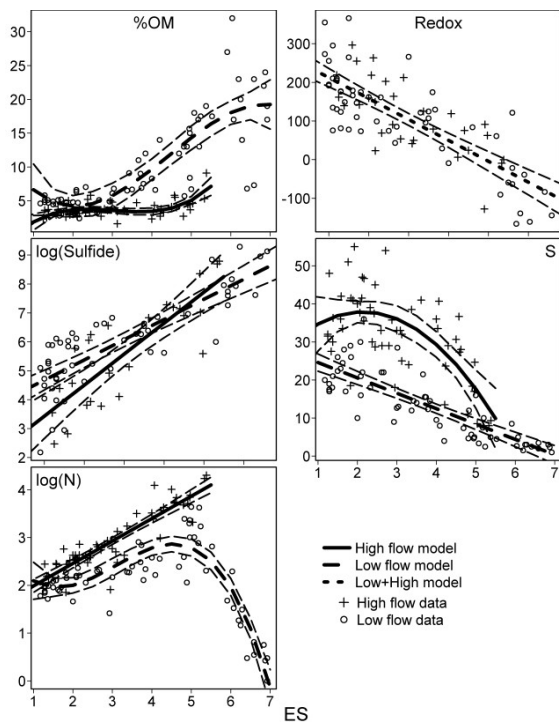 %OM
30
25
20
15
10
5
Redox
300
200
100
0
-100
log(Sulfide)
9
8
7
6
5
4
3
2
S
50
40
30
20
10
0
1 2 3 4 5 6 7
log(N)
4
3
2
1
0
1 2 3 4 5 6 7
High flow model
Low flow model
Low+High model
+ High flow data
o Low flow data
ES